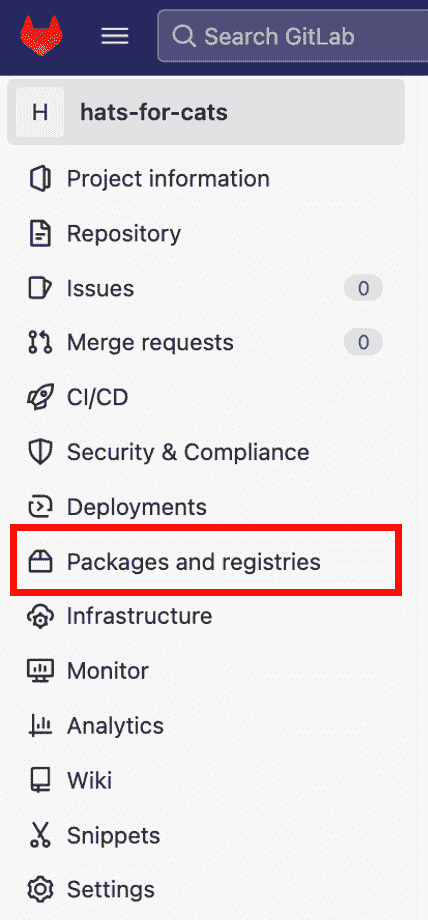 Search GitLab
H hats-for-cats
Project information
Repository
Issues 0
Merge requests 0
CI/CD
Security & Compliance
Deployments
Packages and registries
Infrastructure
Monitor
Analytics
Wiki
Snippets
Settings